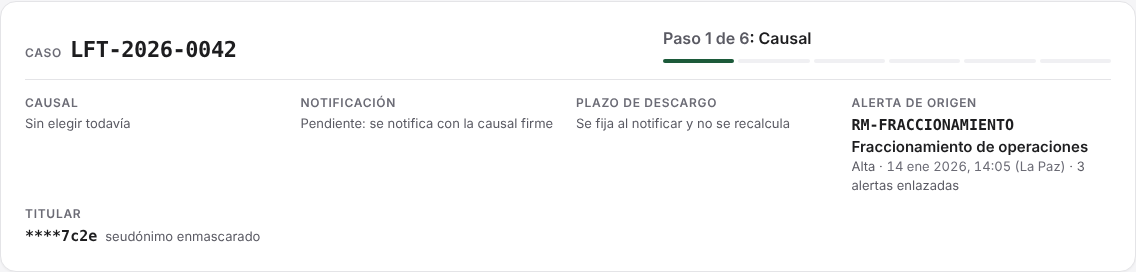 CASO LFT-2026-0042
Paso 1 de 6: Causal
CAUSAL
Sin elegir todavía
NOTIFICACIÓN
Pendiente: se notifica con la causal firme
PLAZO DE DESCARGO
Se fija al notificar y no se recalcula
ALERTA DE ORIGEN
RM-FRACCIONAMIENTO
Fraccionamiento de operaciones
Alta · 14 ene 2026, 14:05 (La Paz) · 3
alertas enlazadas
TITULAR
****7c2e seudónimo enmascarado